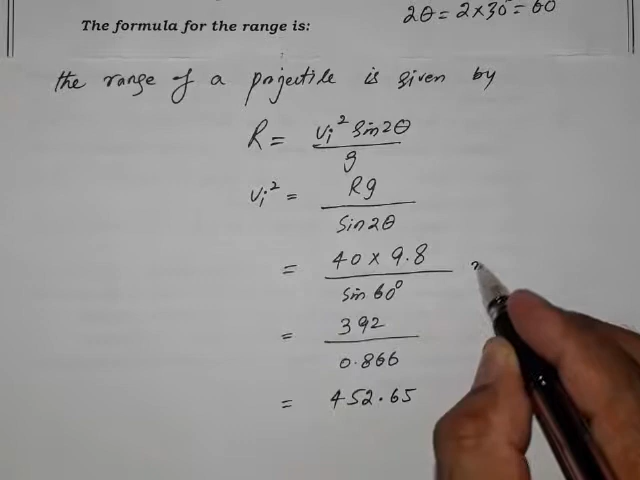 2θ = 2 × 30° = 60
The formula for the range is:
the range of a projectile is given by
R = vᵢ² sin2θ / g
vᵢ² = Rg / sin2θ
= 40 × 9.8 / sin 60°
= 392 / 0.866
= 452.65